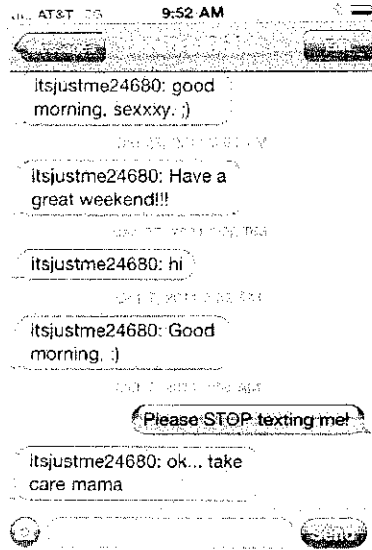 AT&T
9:52 AM
itsjustme24680: good
morning, sexxxy. ;)
itsjustme24680: Have a
great weekend!!!
itsjustme24680: hi
itsjustme24680: Good
morning. :)
Please STOP texting me!
itsjustme24680: ok... take
care mama
Send